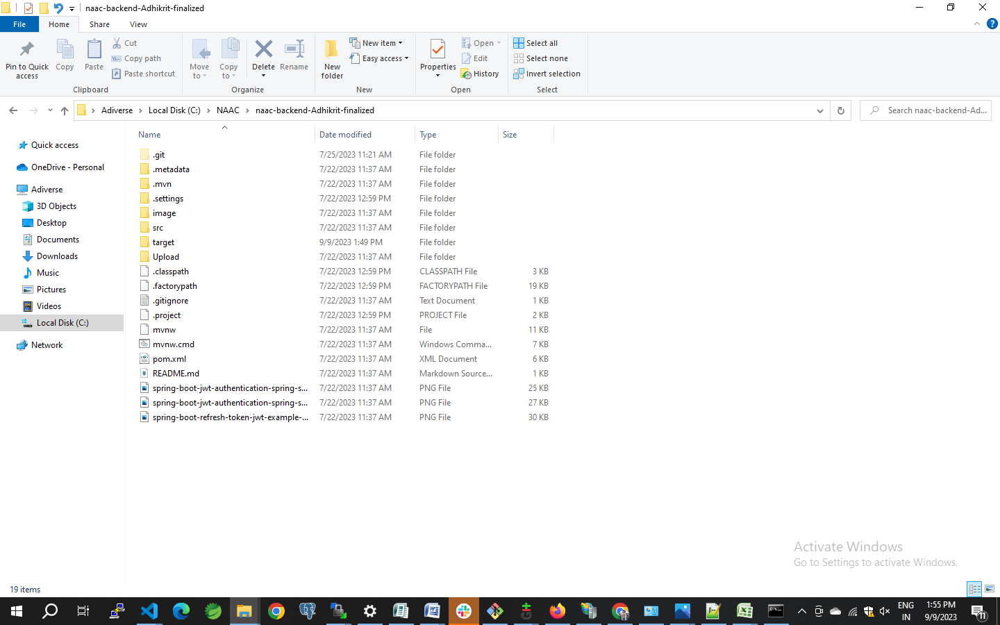 naac-backend-Adhikrit-finalized
File Home Share View
Pin to Quick access
Copy
Paste
Cut
Copy path
Paste shortcut
Clipboard
Move to
Copy to
Delete
Rename
Organize
New folder
New item
Easy access
New
Properties
Open
Edit
History
Open
Select all
Select none
Invert selection
Select
Adiverse > Local Disk (C:) > NAAC > naac-backend-Adhikrit-finalized
Search naac-backend-Ad...
Quick access
OneDrive - Personal
Adiverse
3D Objects
Desktop
Documents
Downloads
Music
Pictures
Videos
Local Disk (C:)
Network
Name Date modified Type Size
.git 7/25/2023 11:21 AM File folder
.metadata 7/22/2023 11:37 AM File folder
.mvn 7/22/2023 11:37 AM File folder
.settings 7/22/2023 12:59 PM File folder
image 7/22/2023 11:37 AM File folder
src 7/22/2023 11:37 AM File folder
target 9/9/2023 1:49 PM File folder
Upload 7/22/2023 11:37 AM File folder
.classpath 7/22/2023 12:59 PM CLASSPATH File 3 KB
.factorypath 7/22/2023 12:59 PM FACTORYPATH File 19 KB
.gitignore 7/22/2023 11:37 AM Text Document 1 KB
.project 7/22/2023 12:59 PM PROJECT File 2 KB
mvnw 7/22/2023 11:37 AM File 11 KB
mvnw.cmd 7/22/2023 11:37 AM Windows Comma... 7 KB
pom.xml 7/22/2023 11:37 AM XML Document 6 KB
README.md 7/22/2023 11:37 AM Markdown Source... 1 KB
spring-boot-jwt-authentication-spring-s... 7/22/2023 11:37 AM PNG File 25 KB
spring-boot-jwt-authentication-spring-s... 7/22/2023 11:37 AM PNG File 27 KB
spring-boot-refresh-token-jwt-example-... 7/22/2023 11:37 AM PNG File 30 KB
Activate Windows
Go to Settings to activate Windows.
19 items
ENG
IN
1:55 PM
9/9/2023
11